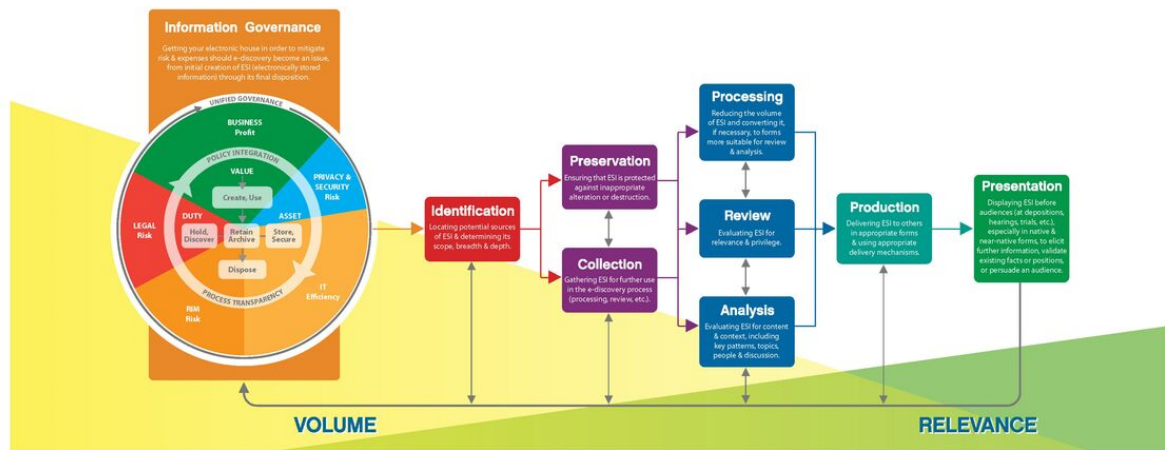 Information Governance
Getting your electronic house in order to mitigate
risk & expenses should e-discovery become an issue,
from initial creation of ESI (electronically stored
information) through its final disposition.
UNIFIED GOVERNANCE
BUSINESS
Profit
POLICY INTEGRATION
VALUE
Create, Use
PRIVACY &
SECURITY
Risk
LEGAL
Risk
DUTY
Hold,
Discover
Retain
Archive
ASSET
Store,
Secure
Dispose
PROCESS TRANSPARENCY
RIM
Risk
IT
Efficiency
Identification
Locating potential sources
of ESI & determining its
scope, breadth & depth.
Preservation
Ensuring that ESI is protected
against inappropriate
alteration or destruction.
Collection
Gathering ESI for further use
in the e-discovery process
(processing, review, etc.).
Processing
Reducing the volume
of ESI and converting it,
if necessary, to forms
more suitable for review
& analysis.
Review
Evaluating ESI for
relevance & privilege.
Analysis
Evaluating ESI for content
& context, including
key patterns, topics,
people & discussion.
Production
Delivering ESI to others
in appropriate forms
& using appropriate
delivery mechanisms.
Presentation
Displaying ESI before
audiences (at depositions,
hearings, trials, etc.),
especially in native &
near-native forms, to elicit
further information, validate
existing facts or positions,
or persuade an audience.
VOLUME
RELEVANCE